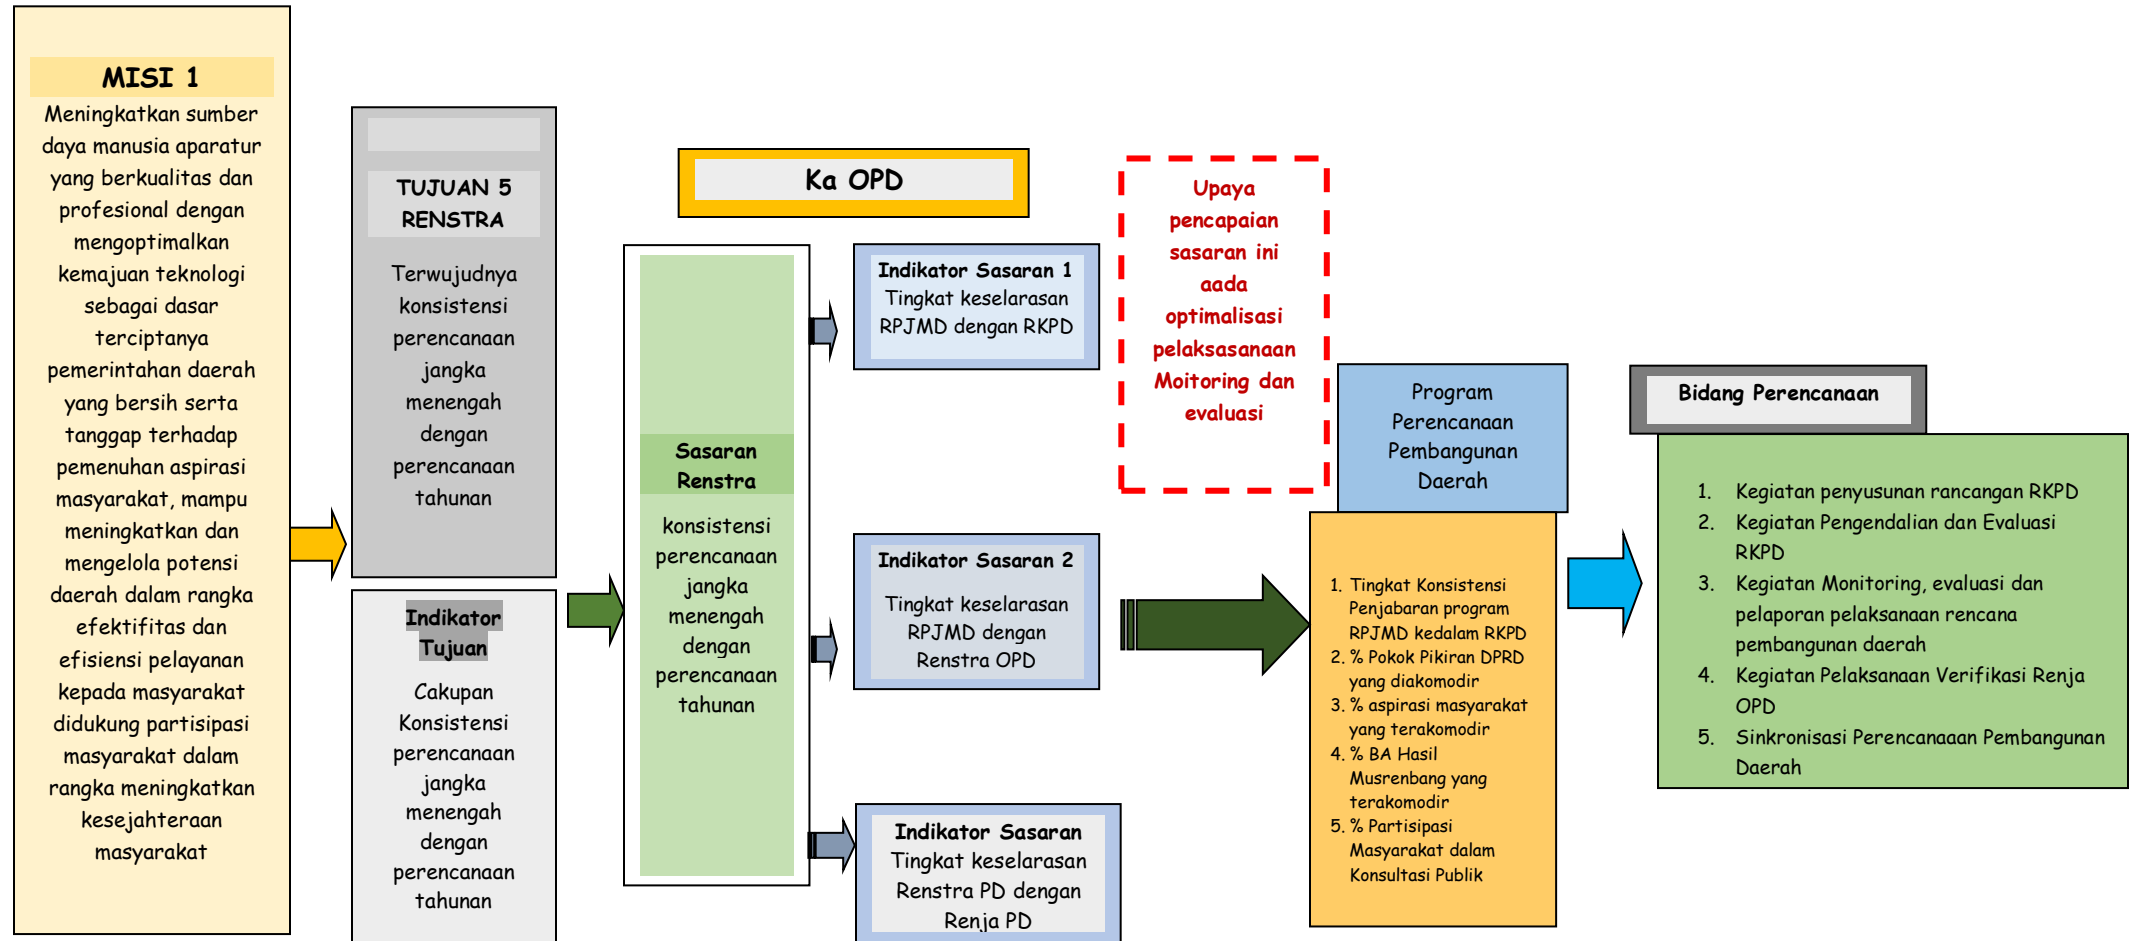 MISI 1
Meningkatkan sumber
daya manusia aparatur
yang berkualitas dan
profesional dengan
mengoptimalkan
kemajuan teknologi
sebagai dasar
terciptanya
pemerintahan daerah
yang bersih serta
tanggap terhadap
pemenuhan aspirasi
masyarakat, mampu
meningkatkan dan
mengelola potensi
daerah dalam rangka
efektifitas dan
efisiensi pelayanan
kepada masyarakat
didukung partisipasi
masyarakat dalam
rangka meningkatkan
kesejahteraan
masyarakat
TUJUAN 5
RENSTRA
Terwujudnya
konsistensi
perencanaan
jangka
menengah
dengan
perencanaan
tahunan
Indikator
Tujuan
Cakupan
Konsistensi
perencanaan
jangka
menengah
dengan
perencanaan
tahunan
Ka OPD
Sasaran
Renstra
konsistensi
perencanaan
jangka
menengah
dengan
perencanaan
tahunan
Indikator Sasaran 1
Tingkat keselarasan
RPJMD dengan RKPD
Indikator Sasaran 2
Tingkat keselarasan
RPJMD dengan
Renstra OPD
Indikator Sasaran
Tingkat keselarasan
Renstra PD dengan
Renja PD
Upaya
pencapaian
sasaran ini
aada
optimalisasi
pelaksasanaan
Moitoring dan
evaluasi
Program
Perencanaan
Pembangunan
Daerah
1. Tingkat Konsistensi
Penjabaran program
RPJMD kedalam RKPD
2. % Pokok Pikiran DPRD
yang diakomodir
3. % aspirasi masyarakat
yang terakomodir
4. % BA Hasil
Musrenbang yang
terakomodir
5. % Partisipasi
Masyarakat dalam
Konsultasi Publik
Bidang Perencanaan
1. Kegiatan penyusunan rancangan RKPD
2. Kegiatan Pengendalian dan Evaluasi
RKPD
3. Kegiatan Monitoring, evaluasi dan
pelaporan pelaksanaan rencana
pembangunan daerah
4. Kegiatan Pelaksanaan Verifikasi Renja
OPD
5. Sinkronisasi Perencanaaan Pembangunan
Daerah